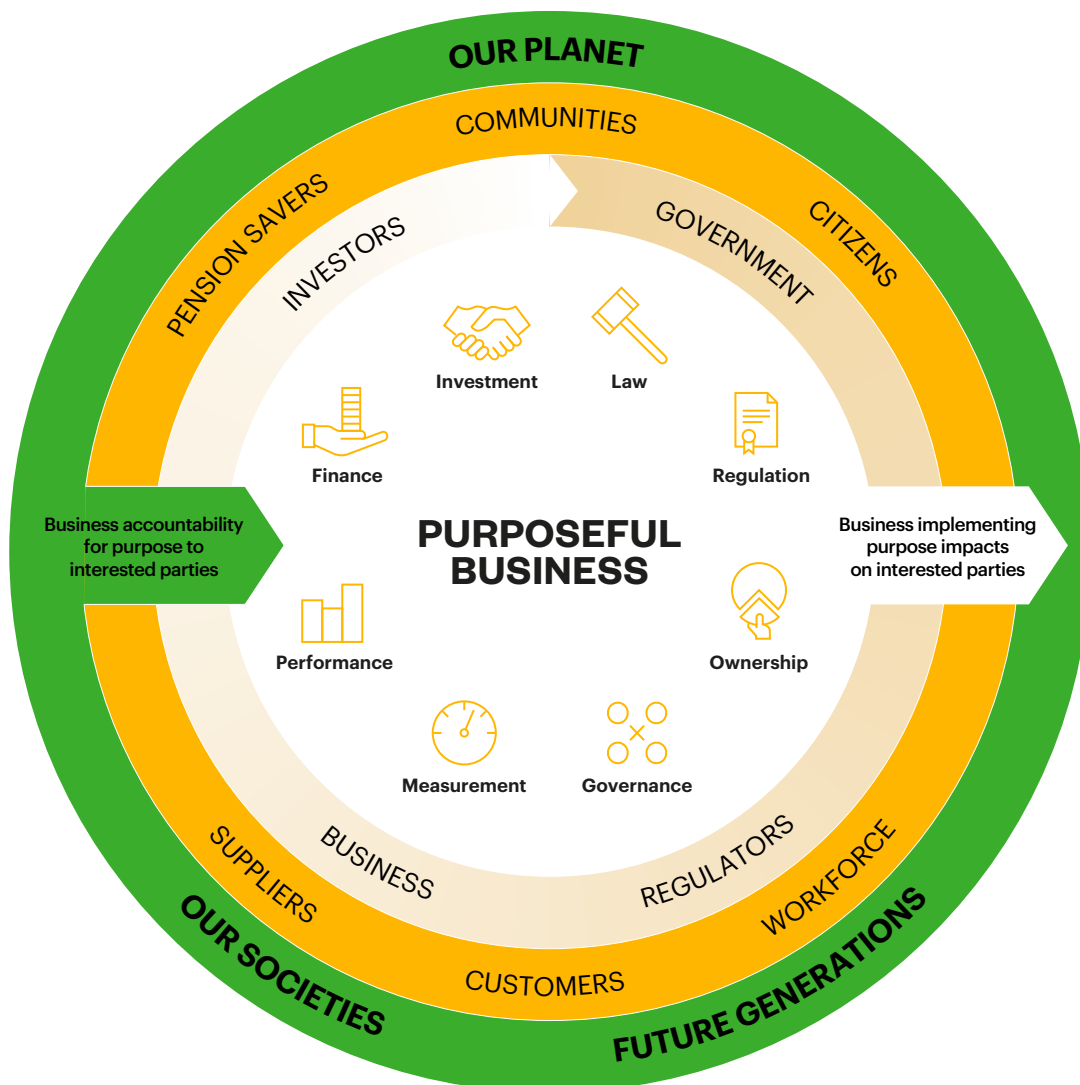 OUR PLANET
COMMUNITIES
PENSION SAVERS
CITIZENS
INVESTORS
GOVERNMENT
Investment
Law
Finance
Regulation
Business accountability
for purpose to
interested parties
PURPOSEFUL
BUSINESS
Business implementing
purpose impacts
on interested parties
Performance
Ownership
Measurement
Governance
BUSINESS
REGULATORS
SUPPLIERS
WORKFORCE
CUSTOMERS
OUR SOCIETIES
FUTURE GENERATIONS